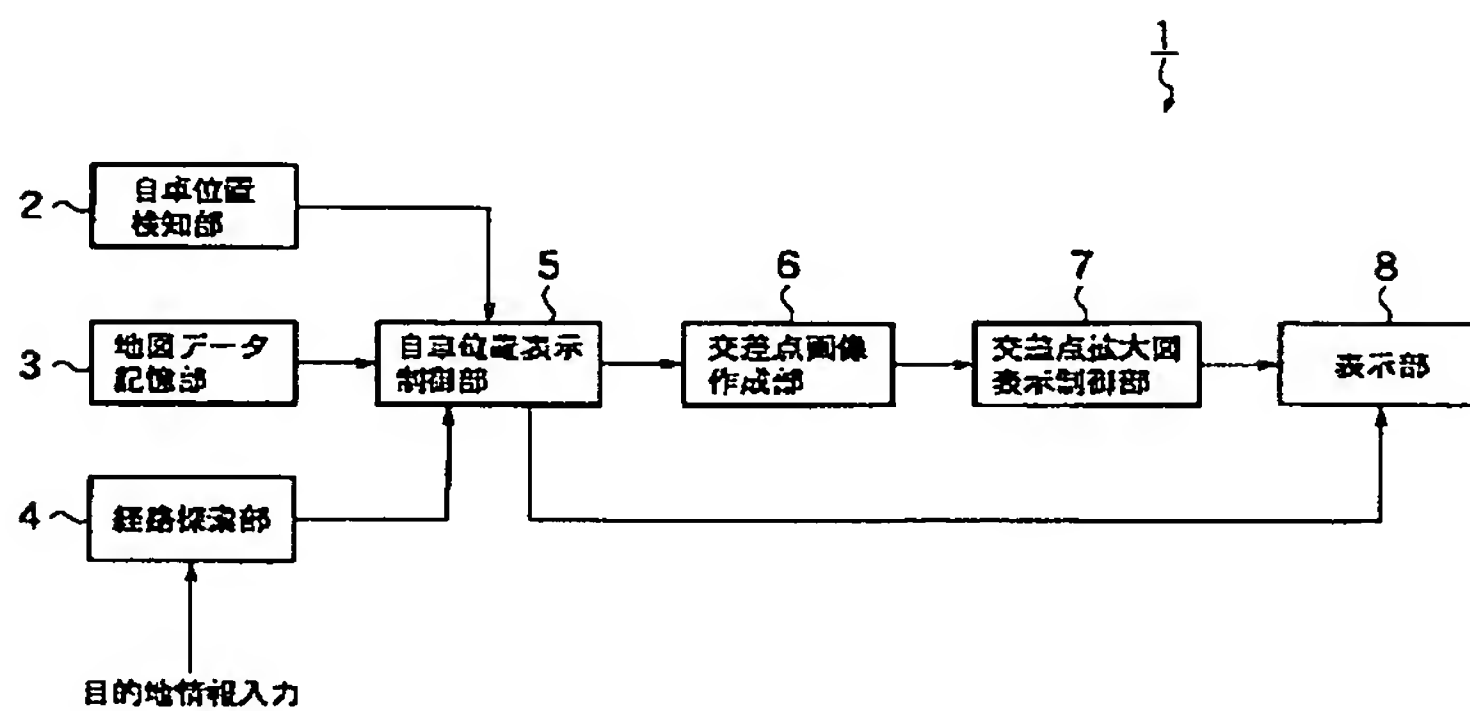 1
2
自車位置
検知部
3
地図データ
記憶部
4
経路探索部
目的地情報入力
5
自車位置表示
制御部
6
交差点画像
作成部
7
交差点拡大図
表示制御部
8
表示部